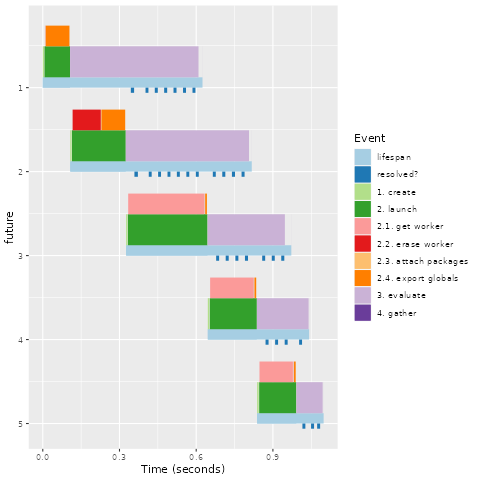 1
2
3
4
5
future
0.0 0.3 0.6 0.9
Time (seconds)
Event
lifespan
resolved?
1. create
2. launch
2.1. get worker
2.2. erase worker
2.3. attach packages
2.4. export globals
3. evaluate
4. gather